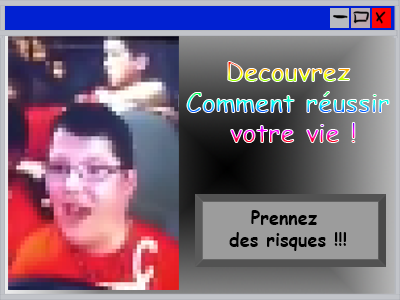 Decouvrez
Comment réussir
votre vie !
Prennez
des risques !!!